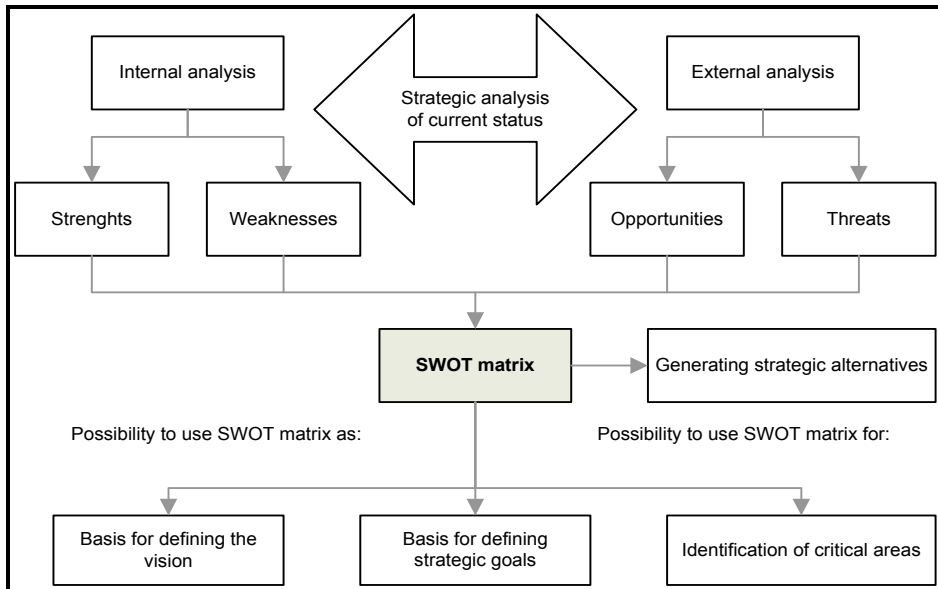 Internal analysis
Strategic analysis
of current status
External analysis
Strenghts
Weaknesses
Opportunities
Threats
SWOT matrix
Generating strategic alternatives
Possibility to use SWOT matrix as:
Possibility to use SWOT matrix for:
Basis for defining the
vision
Basis for defining
strategic goals
Identification of critical areas